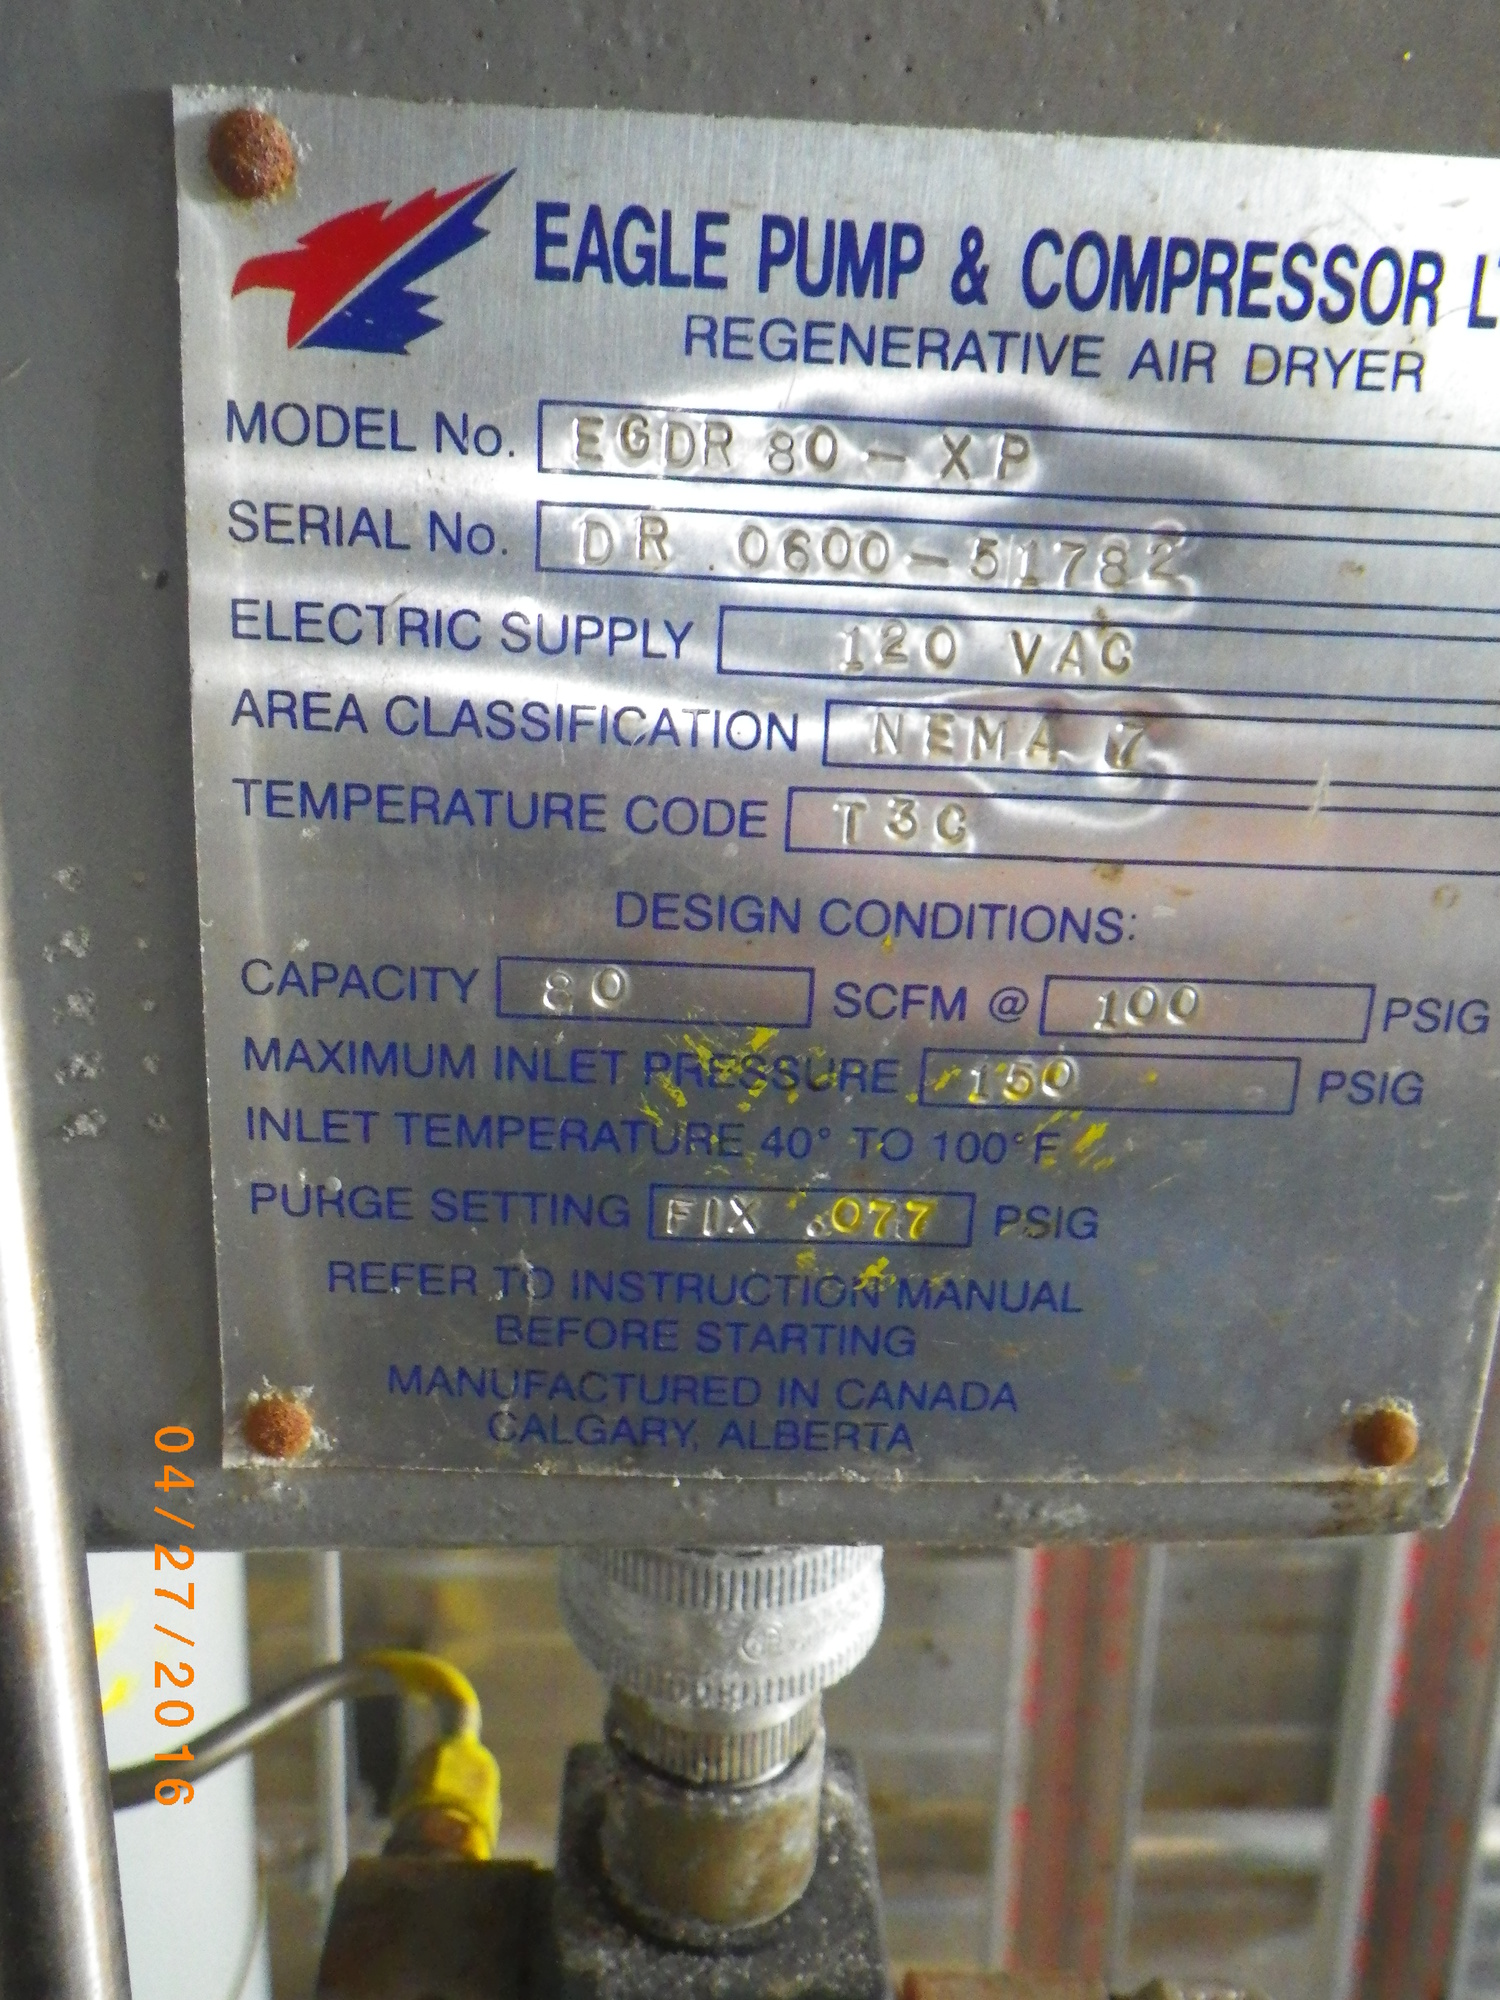 EAGLE PUMP & COMPRESSOR
REGENERATIVE AIR DRYER
MODEL No. EGDR 80-XP
SERIAL No. DR.0600-51782
ELECTRIC SUPPLY 120 VAC
AREA CLASSIFICATION NEMA 7
TEMPERATURE CODE T3C
DESIGN CONDITIONS:
CAPACITY 80 SCFM @ 100 PSIG
MAXIMUM INLET PRESSURE 150 PSIG
INLET TEMPERATURE 40° TO 100°F
PURGE SETTING FIX .077 PSIG
REFER TO INSTRUCTION MANUAL
BEFORE STARTING
MANUFACTURED IN CANADA
CALGARY, ALBERTA
04/27/2016